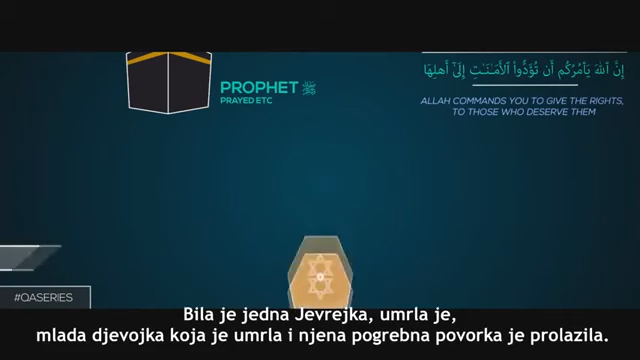 PROPHET ﷺ
PRAYED ETC
إِنَّ ٱللَّهَ يَأْمُرُكُمْ أَن تُؤَدُّوا۟ ٱلْأَمَـٰنَـٰتِ إِلَىٰٓ أَهْلِهَا
ALLAH COMMANDS YOU TO GIVE THE RIGHTS,
TO THOSE WHO DESERVE THEM
#QASERIES
Bila je jedna Jevrejka, umrla je,
mlada djevojka koja je umrla i njena pogrebna povorka je prolazila.